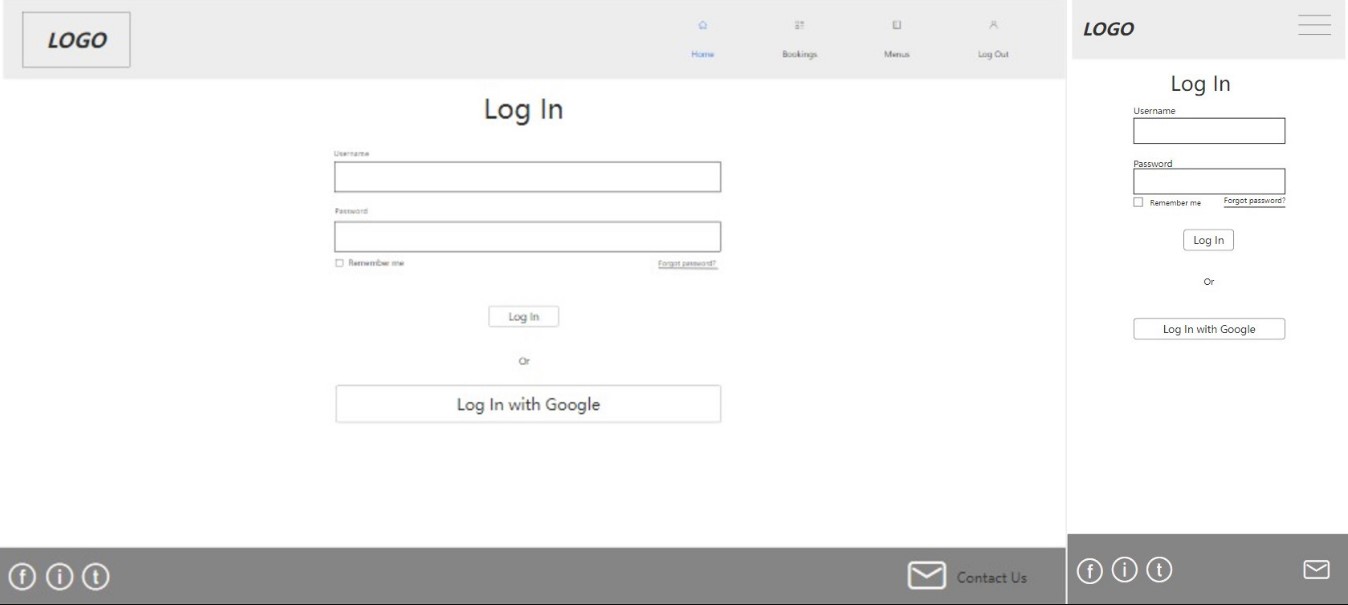 LOGO
Home Bookings Menus Log Out
Log In
Username
Password
Remember me Forgot password?
Log In
Or
Log In with Google
f i t Contact Us
LOGO
Log In
Username
Password
Remember me Forgot password?
Log In
Or
Log In with Google
f i t